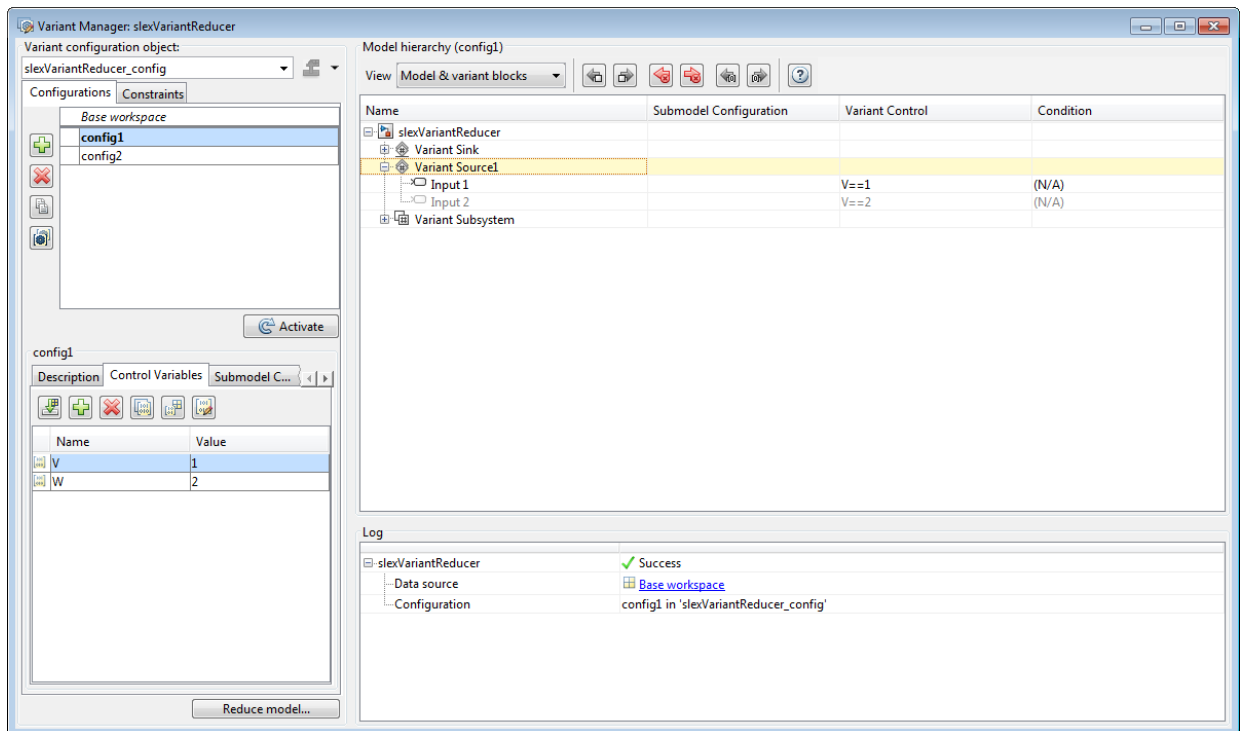 Variant Manager: slexVariantReducer
Variant configuration object:
slexVariantReducer_config
Configurations Constraints
Base workspace
config1
config2
Activate
config1
Description Control Variables Submodel C...
Name Value
V 1
W 2
Reduce model...
Model hierarchy (config1)
View Model & variant blocks
Name Submodel Configuration Variant Control Condition
slexVariantReducer
Variant Sink
Variant Source1
Input 1 V==1 (N/A)
Input 2 V==2 (N/A)
Variant Subsystem
Log
slexVariantReducer Success
Data source Base workspace
Configuration config1 in 'slexVariantReducer_config'